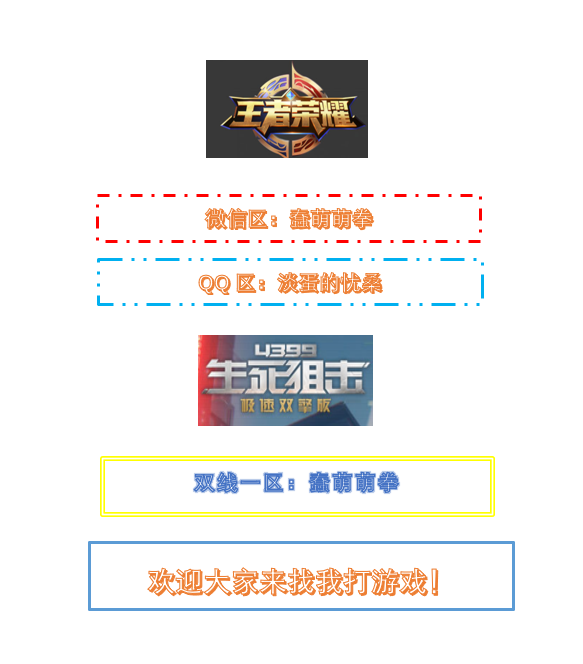 王者荣耀
微信区：蠢萌萌拳
QQ 区：淡蛋的忧桑
4399
生死狙击
极速双擎版
双线一区：蠢萌萌拳
欢迎大家来找我打游戏！